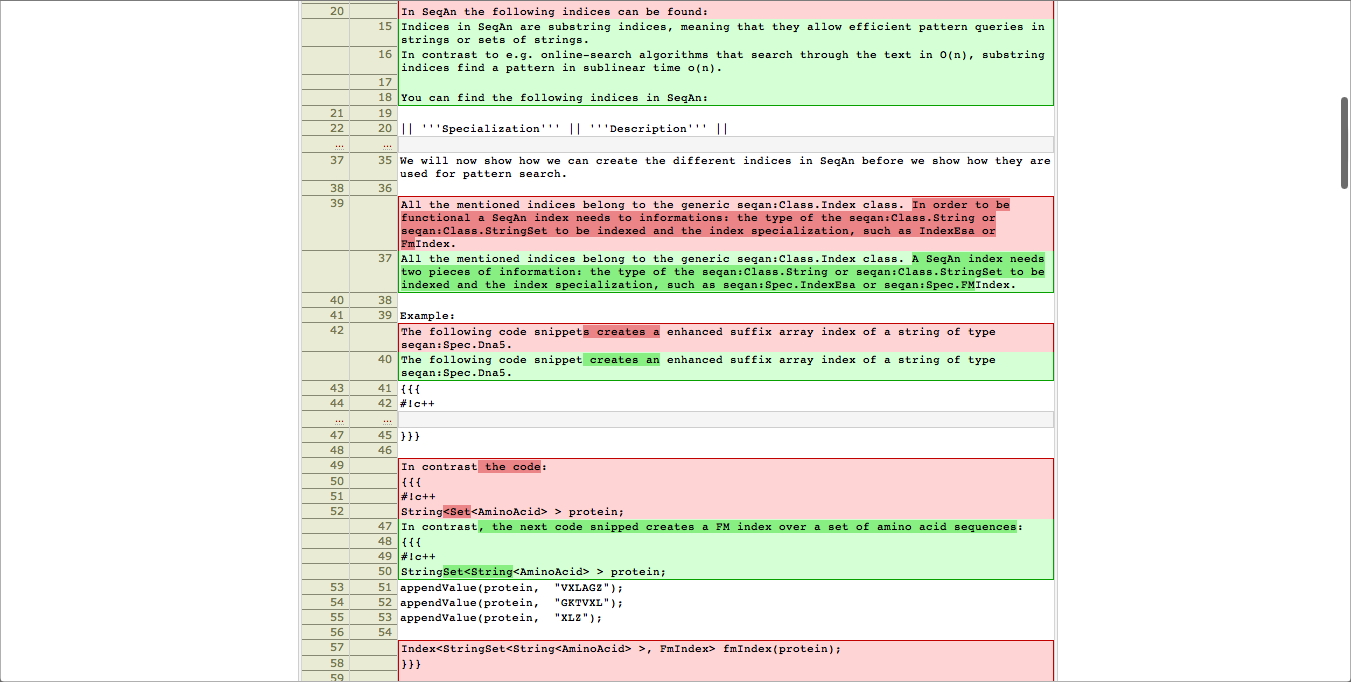 20 In SeqAn the following indices can be found:
15 Indices in SeqAn are substring indices, meaning that they allow efficient pattern queries in
strings or sets of strings.
16 In contrast to e.g. online-search algorithms that search through the text in O(n), substring
indices find a pattern in sublinear time o(n).
17
18 You can find the following indices in SeqAn:
21 19
22 20 || '''Specialization''' || '''Description''' ||
... ...
37 35 We will now show how we can create the different indices in SeqAn before we show how they are
used for pattern search.
38 36
39 All the mentioned indices belong to the generic seqan:Class.Index class. In order to be
functional a SeqAn index needs to informations: the type of the seqan:Class.String or
seqan:Class.StringSet to be indexed and the index specialization, such as IndexEsa or
FmIndex.
37 All the mentioned indices belong to the generic seqan:Class.Index class. A SeqAn index needs
two pieces of information: the type of the seqan:Class.String or seqan:Class.StringSet to be
indexed and the index specialization, such as seqan:Spec.IndexEsa or seqan:Spec.FMIndex.
40 38
41 39 Example:
42 The following code snippets creates a enhanced suffix array index of a string of type
seqan:Spec.Dna5.
40 The following code snippet creates an enhanced suffix array index of a string of type
seqan:Spec.Dna5.
43 41 {{{
44 42 #!c++
... ...
47 45 }}}
48 46
49 In contrast the code:
50 {{{
51 #!c++
52 String<Set<AminoAcid> > protein;
47 In contrast, the next code snipped creates a FM index over a set of amino acid sequences:
48 {{{
49 #!c++
50 StringSet<String<AminoAcid> > protein;
53 51 appendValue(protein, "VXLAGZ");
54 52 appendValue(protein, "GKTVXL");
55 53 appendValue(protein, "XLZ");
56 54
57 Index<StringSet<String<AminoAcid> >, FmIndex> fmIndex(protein);
58 }}}
59